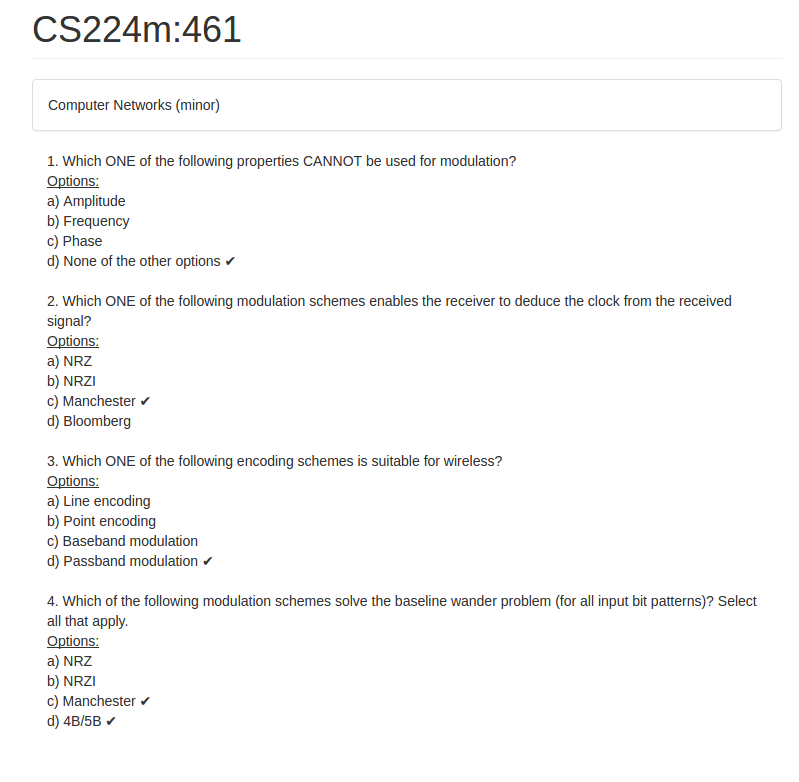 CS224m:461
Computer Networks (minor)
1. Which ONE of the following properties CANNOT be used for modulation?
Options:
a) Amplitude
b) Frequency
c) Phase
d) None of the other options ✔
2. Which ONE of the following modulation schemes enables the receiver to deduce the clock from the received
signal?
Options:
a) NRZ
b) NRZI
c) Manchester ✔
d) Bloomberg
3. Which ONE of the following encoding schemes is suitable for wireless?
Options:
a) Line encoding
b) Point encoding
c) Baseband modulation
d) Passband modulation ✔
4. Which of the following modulation schemes solve the baseline wander problem (for all input bit patterns)? Select
all that apply.
Options:
a) NRZ
b) NRZI
c) Manchester ✔
d) 4B/5B ✔